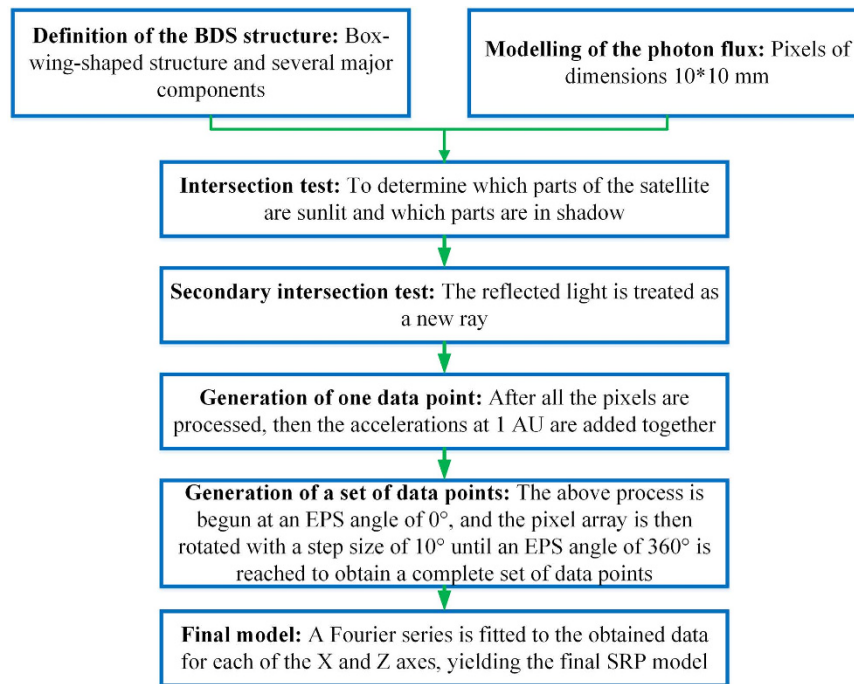 Definition of the BDS structure: Box-
wing-shaped structure and several major
components
Modelling of the photon flux: Pixels of
dimensions 10*10 mm
Intersection test: To determine which parts of the satellite
are sunlit and which parts are in shadow
Secondary intersection test: The reflected light is treated as
a new ray
Generation of one data point: After all the pixels are
processed, then the accelerations at 1 AU are added together
Generation of a set of data points: The above process is
begun at an EPS angle of 0°, and the pixel array is then
rotated with a step size of 10° until an EPS angle of 360° is
reached to obtain a complete set of data points
Final model: A Fourier series is fitted to the obtained data
for each of the X and Z axes, yielding the final SRP model